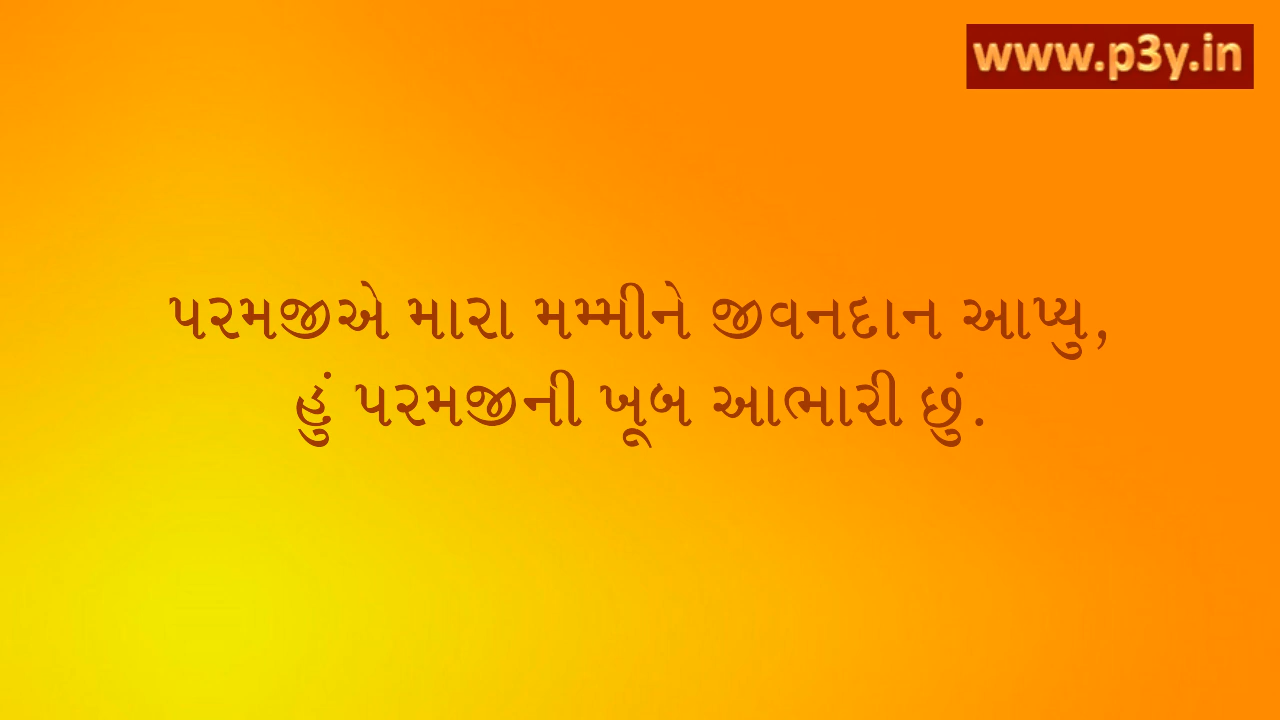 www.p3y.in
પરમજીએ મારા મમ્મીને જીવનદાન આપ્યુ,
હું પરમજીની ખૂબ આભારી છું.